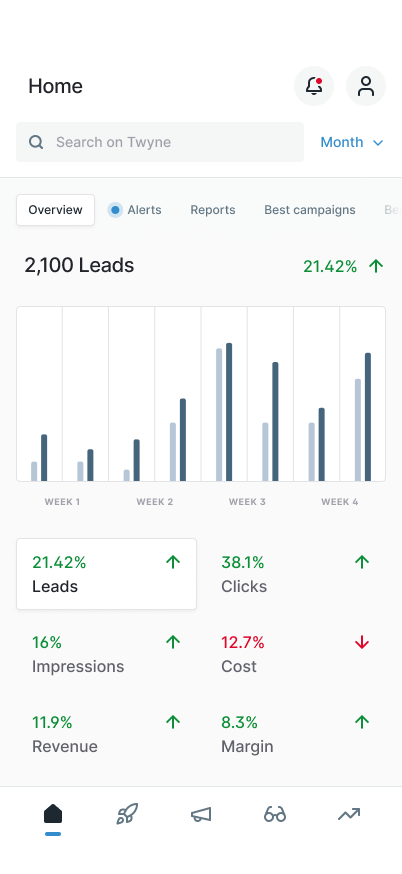 Home
Search on Twyne
Month
Overview Alerts Reports Best campaigns
2,100 Leads
21.42%
WEEK 1 WEEK 2 WEEK 3 WEEK 4
21.42%
Leads
38.1%
Clicks
16%
Impressions
12.7%
Cost
11.9%
Revenue
8.3%
Margin